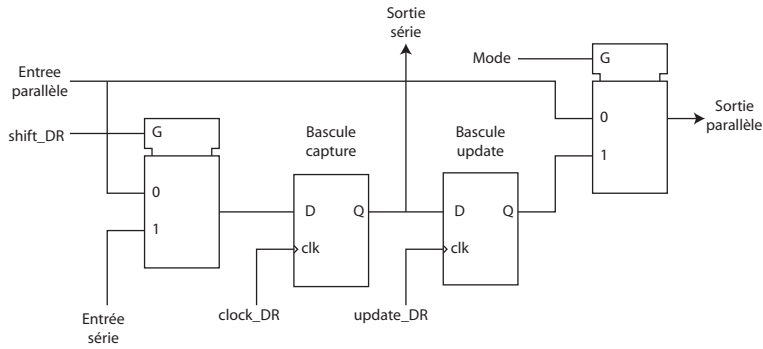 Sortie
série
Mode
G
Entree
parallèle
0
Sortie
parallèle
shift_DR
G
Bascule
capture
Bascule
update
1
0
D
Q
D
Q
1
clk
clk
Entrée
série
clock_DR
update_DR